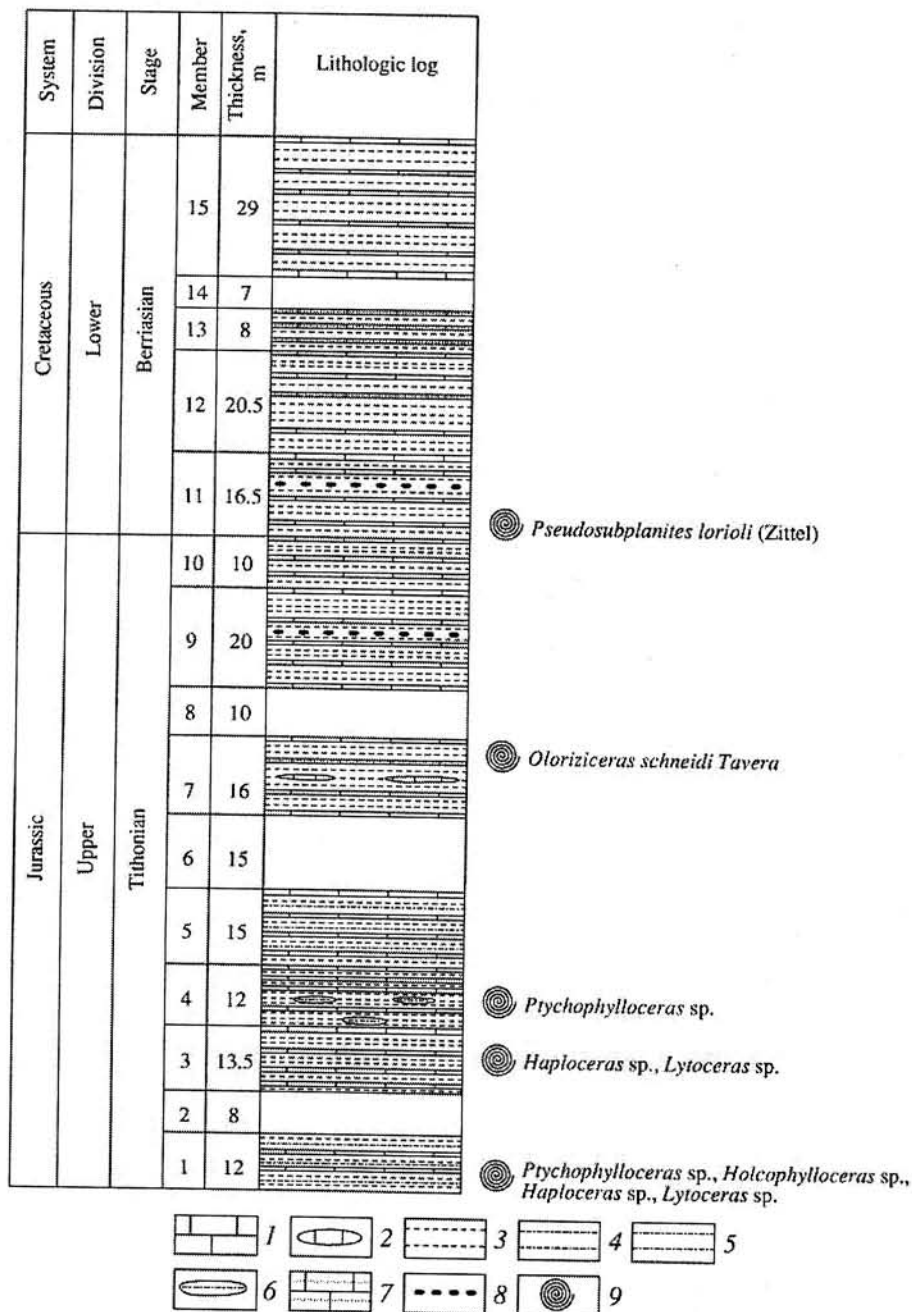 System
Division
Stage
Member
Thickness,
m
Lithologic log
Cretaceous
Lower
Berriasian
15 29
14 7
13 8
12 20.5
11 16.5
Pseudosubplanites lorioli (Zittel)
Jurassic
Upper
Tithonian
10 10
9 20
8 10
Oloriziceras schneidi Tavera
7 16
6 15
5 15
4 12
Ptychophylloceras sp.
3 13.5
Haploceras sp., Lytoceras sp.
2 8
1 12
Ptychophylloceras sp., Holcophylloceras sp.,
Haploceras sp., Lytoceras sp.
1 2 3 4 5
6 7 8 9